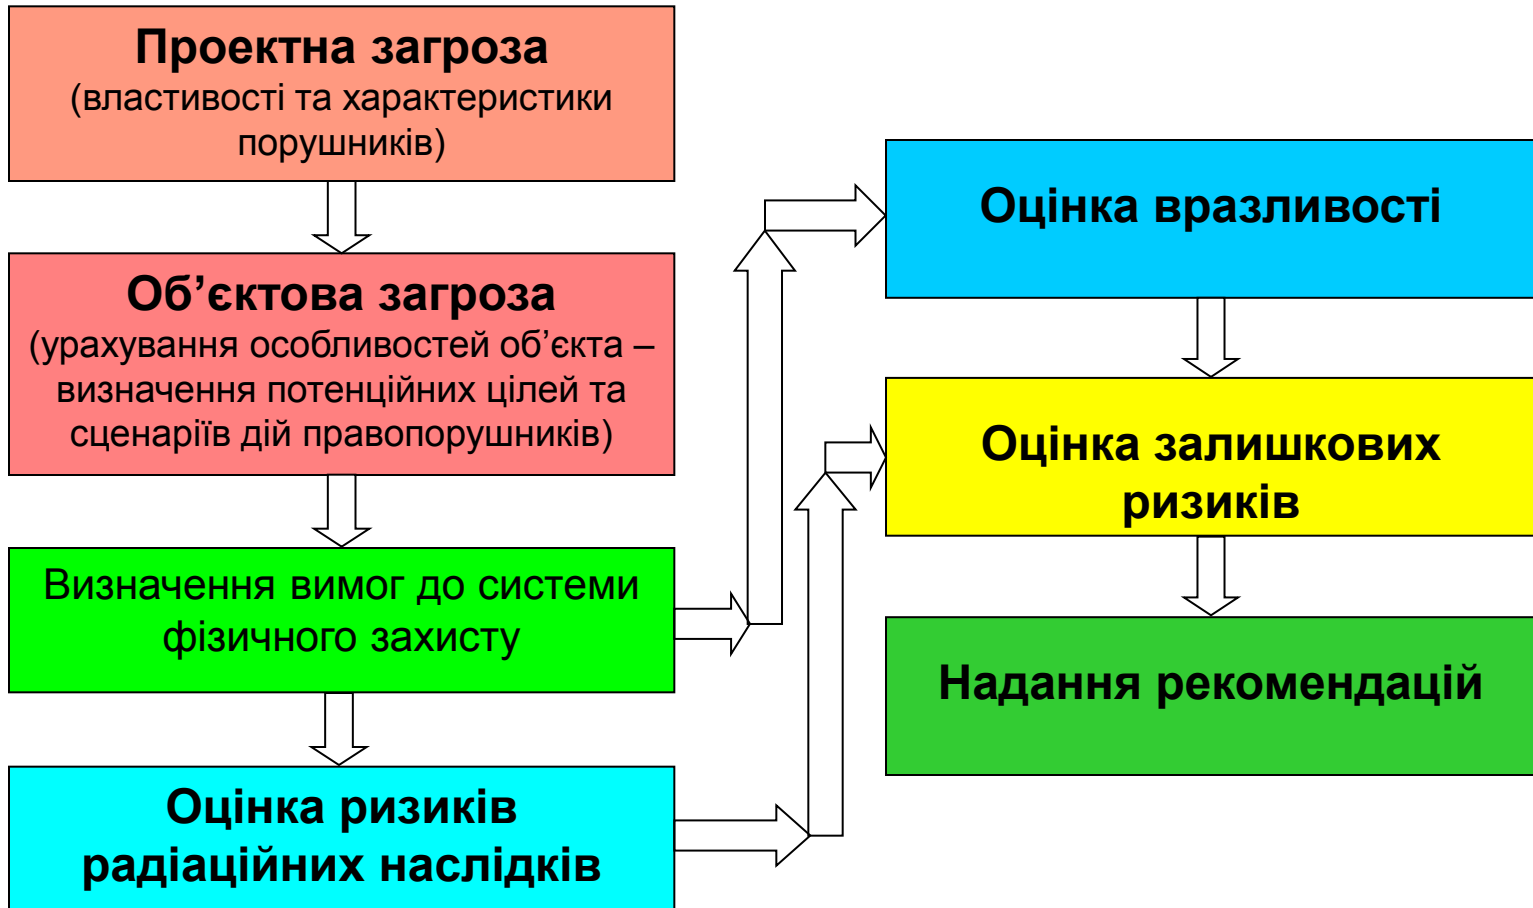 Проектна загроза
(властивості та характеристики
порушників)
Об’єктова загроза
(урахування особливостей об’єкта –
визначення потенційних цілей та
сценаріїв дій правопорушників)
Визначення вимог до системи
фізичного захисту
Оцінка ризиків
радіаційних наслідків
Оцінка вразливості
Оцінка залишкових
ризиків
Надання рекомендацій